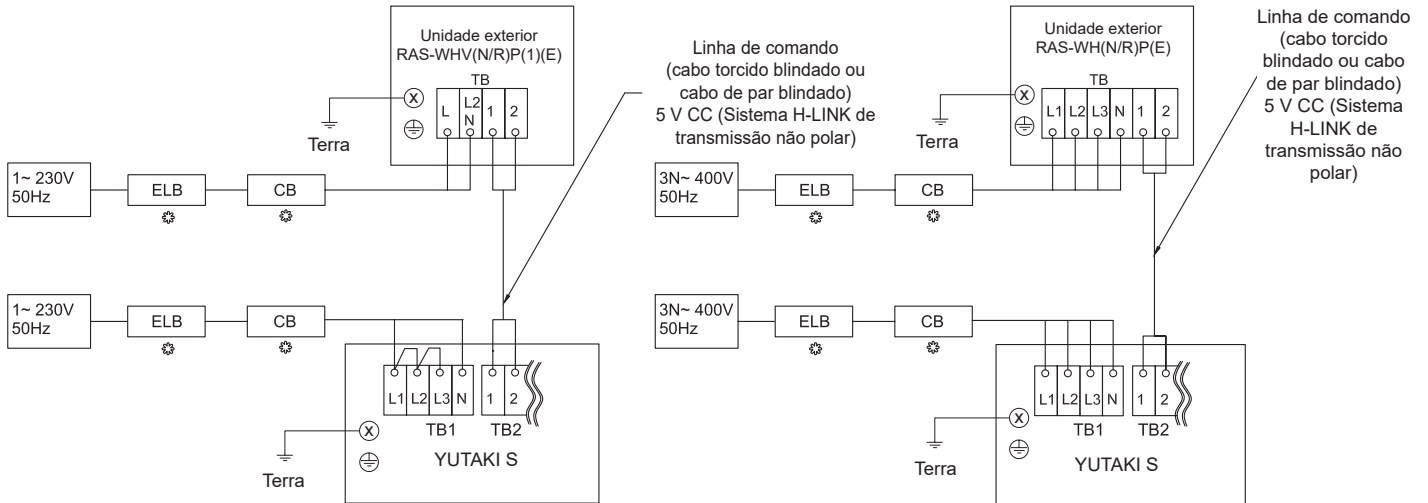 Unidade exterior
RAS-WHV(N/R)P(1)(E)
TB
L
L2
N
1
2
Terra
1~ 230V
50Hz
ELB
CB
Linha de comando
(cabo torcido blindado ou
cabo de par blindado)
5 V CC (Sistema H-LINK de
transmissão não polar)
1~ 230V
50Hz
ELB
CB
L1
L2
L3
N
1
2
TB1
TB2
YUTAKI S
Terra
Unidade exterior
RAS-WH(N/R)P(E)
TB
L1
L2
L3
N
1
2
Terra
3N~ 400V
50Hz
ELB
CB
Linha de comando
(cabo torcido
blindado ou cabo
de par blindado)
5 V CC (Sistema
H-LINK de
transmissão não
polar)
3N~ 400V
50Hz
ELB
CB
L1
L2
L3
N
1
2
TB1
TB2
YUTAKI S
Terra